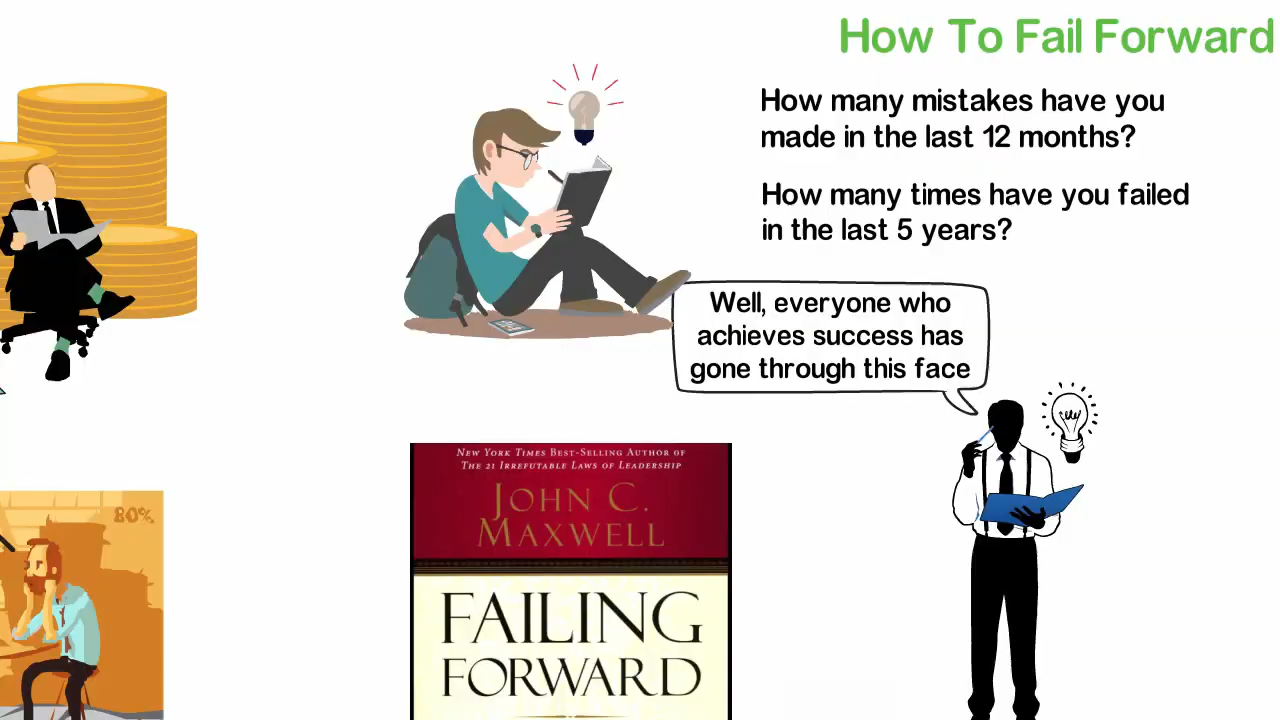 How To Fail Forward
How many mistakes have you
made in the last 12 months?
How many times have you failed
in the last 5 years?
Well, everyone who
achieves success has
gone through this face
NEW YORK TIMES BEST-SELLING AUTHOR OF
THE 21 IRREFUTABLE LAWS OF LEADERSHIP
JOHN C.
MAXWELL
FAILING
FORWARD
80%